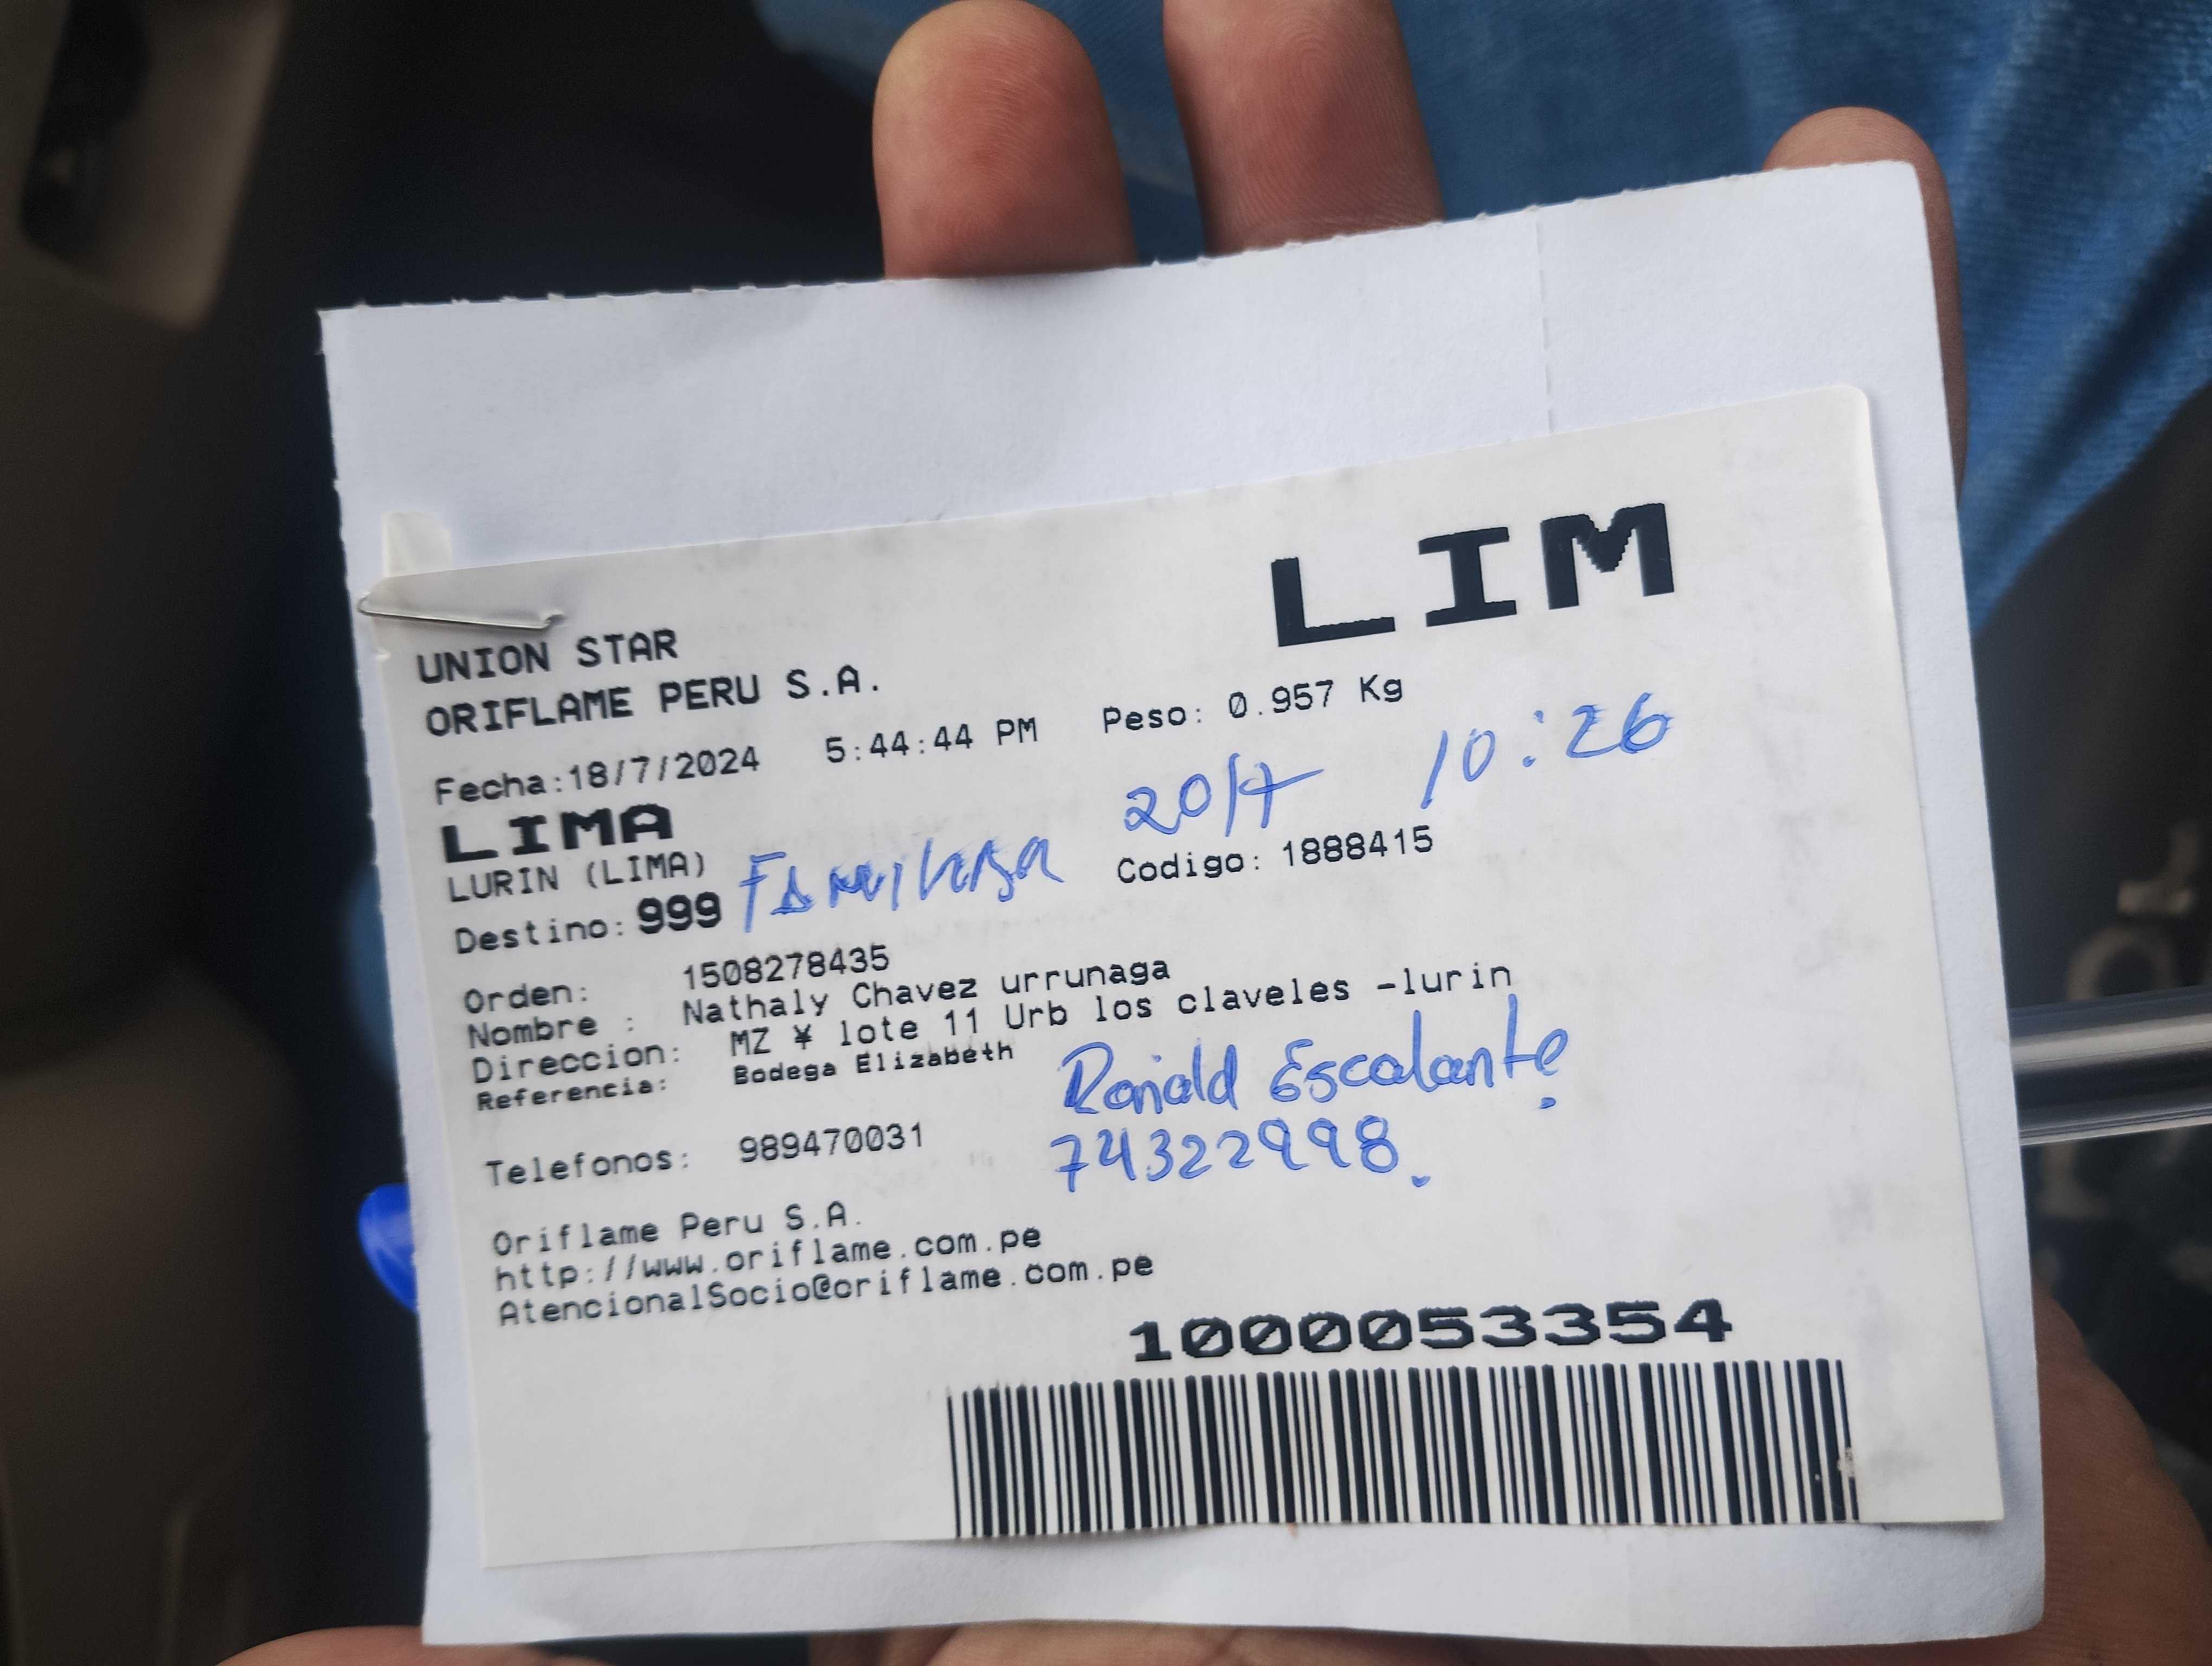 LIM
UNION STAR
ORIFLAME PERU S.A.
Fecha:18/7/2024 5:44:44 PM Peso: 0.957 Kg
20/7 10:26
LIMA
LURIN (LIMA)
Codigo: 1888415
Destino: 999
Orden: 1508278435
Nombre : Nathaly Chavez urrunaga
Direccion: MZ ¥ lote 11 Urb los claveles -lurin
Referencia: Bodega Elizabeth
Ronald Escalante.
Telefonos: 989470031
74322998.
Oriflame Peru S.A.
http://www.oriflame.com.pe
AtencionalSocio@oriflame.com.pe
1000053354